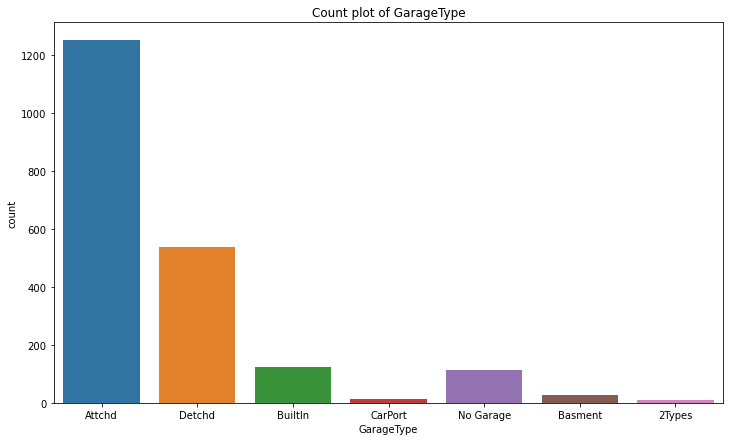 Count plot of GarageType
1200
1000
800
600
400
200
0
count
Attchd Detchd BuiltIn CarPort No Garage Basment 2Types
GarageType